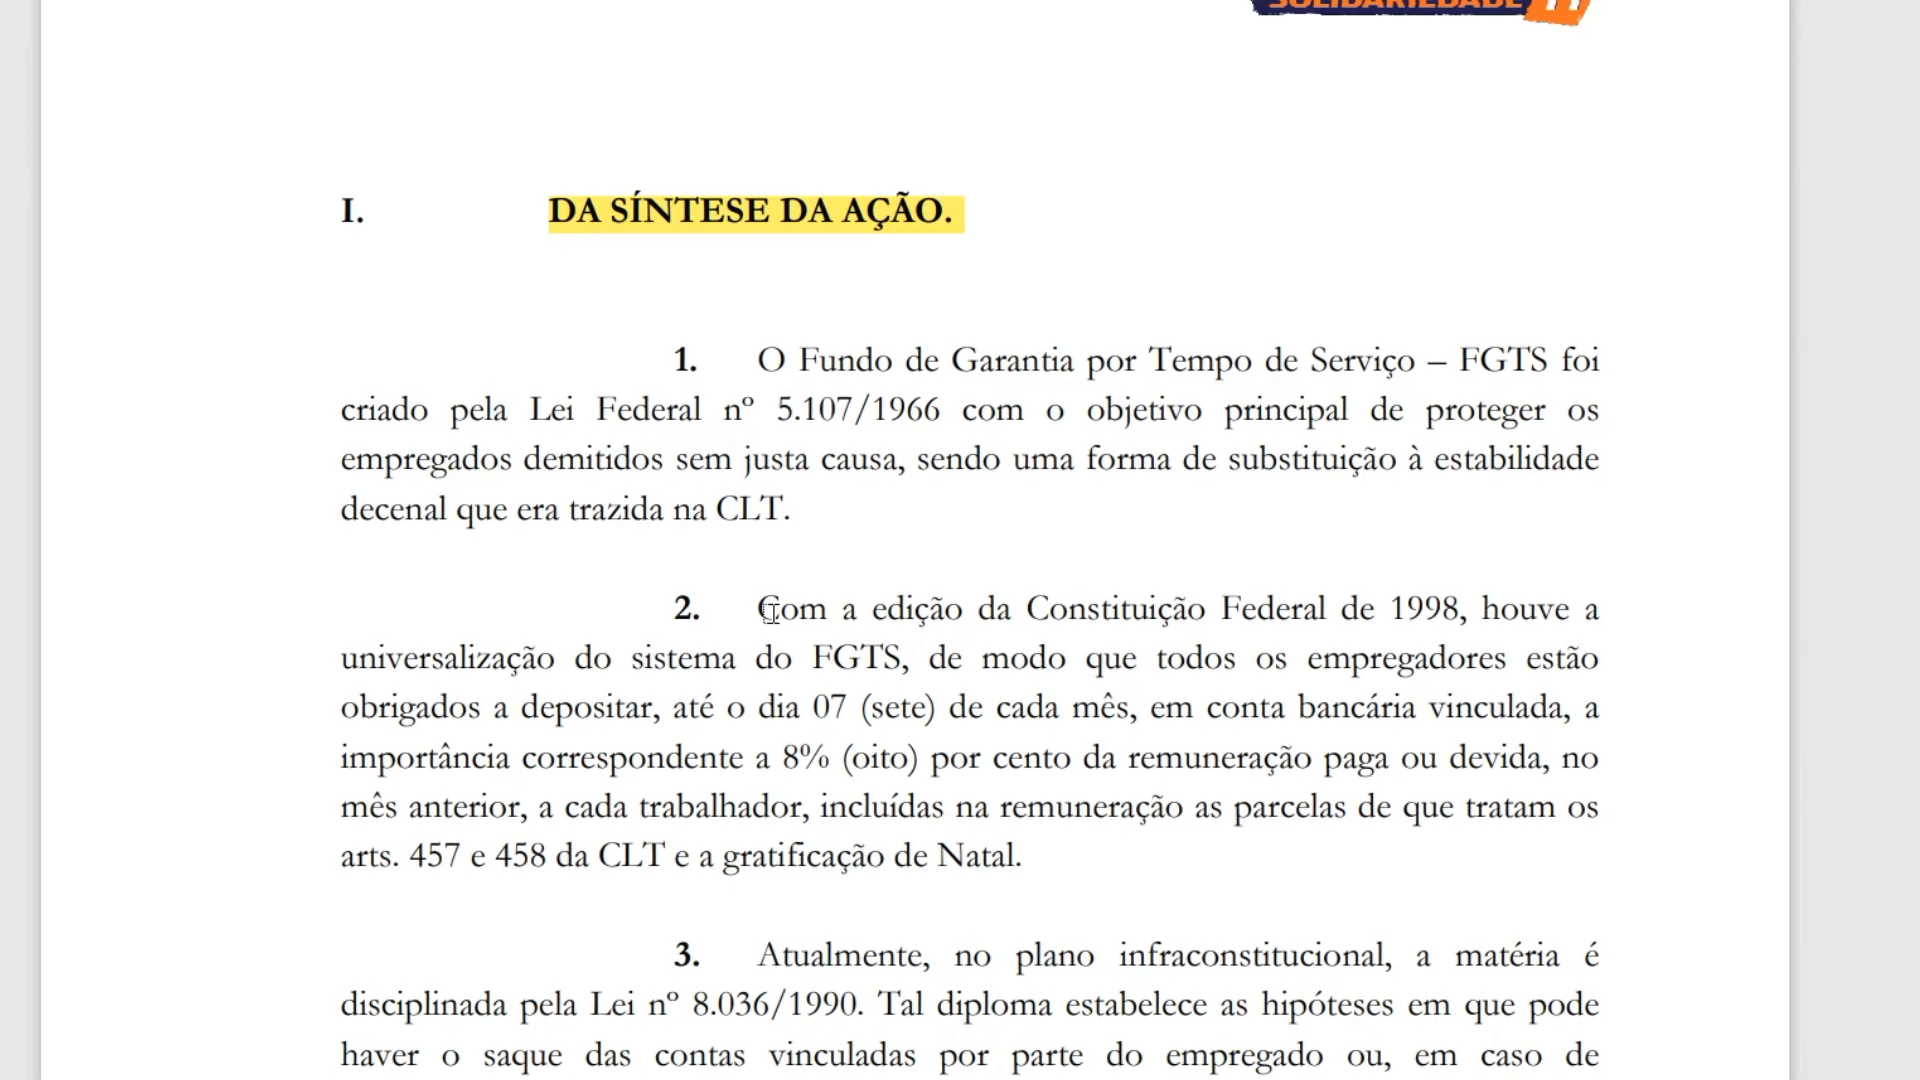 SOLIDARIEDADE
I. DA SÍNTESE DA AÇÃO.
1. O Fundo de Garantia por Tempo de Serviço – FGTS foi
criado pela Lei Federal nº 5.107/1966 com o objetivo principal de proteger os
empregados demitidos sem justa causa, sendo uma forma de substituição à estabilidade
decenal que era trazida na CLT.
2. Com a edição da Constituição Federal de 1998, houve a
universalização do sistema do FGTS, de modo que todos os empregadores estão
obrigados a depositar, até o dia 07 (sete) de cada mês, em conta bancária vinculada, a
importância correspondente a 8% (oito) por cento da remuneração paga ou devida, no
mês anterior, a cada trabalhador, incluídas na remuneração as parcelas de que tratam os
arts. 457 e 458 da CLT e a gratificação de Natal.
3. Atualmente, no plano infraconstitucional, a matéria é
disciplinada pela Lei nº 8.036/1990. Tal diploma estabelece as hipóteses em que pode
haver o saque das contas vinculadas por parte do empregado ou, em caso de